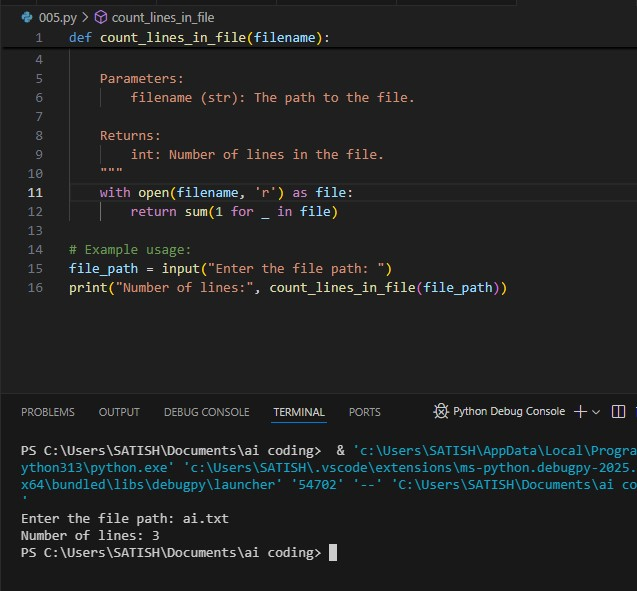 005.py > count_lines_in_file
1 def count_lines_in_file(filename):
4
5 Parameters:
6 filename (str): The path to the file.
7
8 Returns:
9 int: Number of lines in the file.
10 """
11 with open(filename, 'r') as file:
12 return sum(1 for _ in file)
13
14 # Example usage:
15 file_path = input("Enter the file path: ")
16 print("Number of lines:", count_lines_in_file(file_path))
PROBLEMS OUTPUT DEBUG CONSOLE TERMINAL PORTS Python Debug Console
PS C:\Users\SATISH\Documents\ai coding>  & 'c:\Users\SATISH\AppData\Local\Progra
ython313\python.exe' 'c:\Users\SATISH\.vscode\extensions\ms-python.debugpy-2025.
x64\bundled\libs\debugpy\launcher' '54702' '--' 'C:\Users\SATISH\Documents\ai co
'
Enter the file path: ai.txt
Number of lines: 3
PS C:\Users\SATISH\Documents\ai coding>